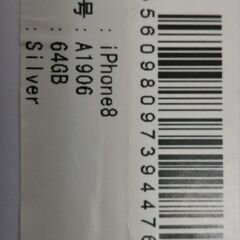 : iPhone8
号 : A1906
: 64GB
: Silver
5609809739447